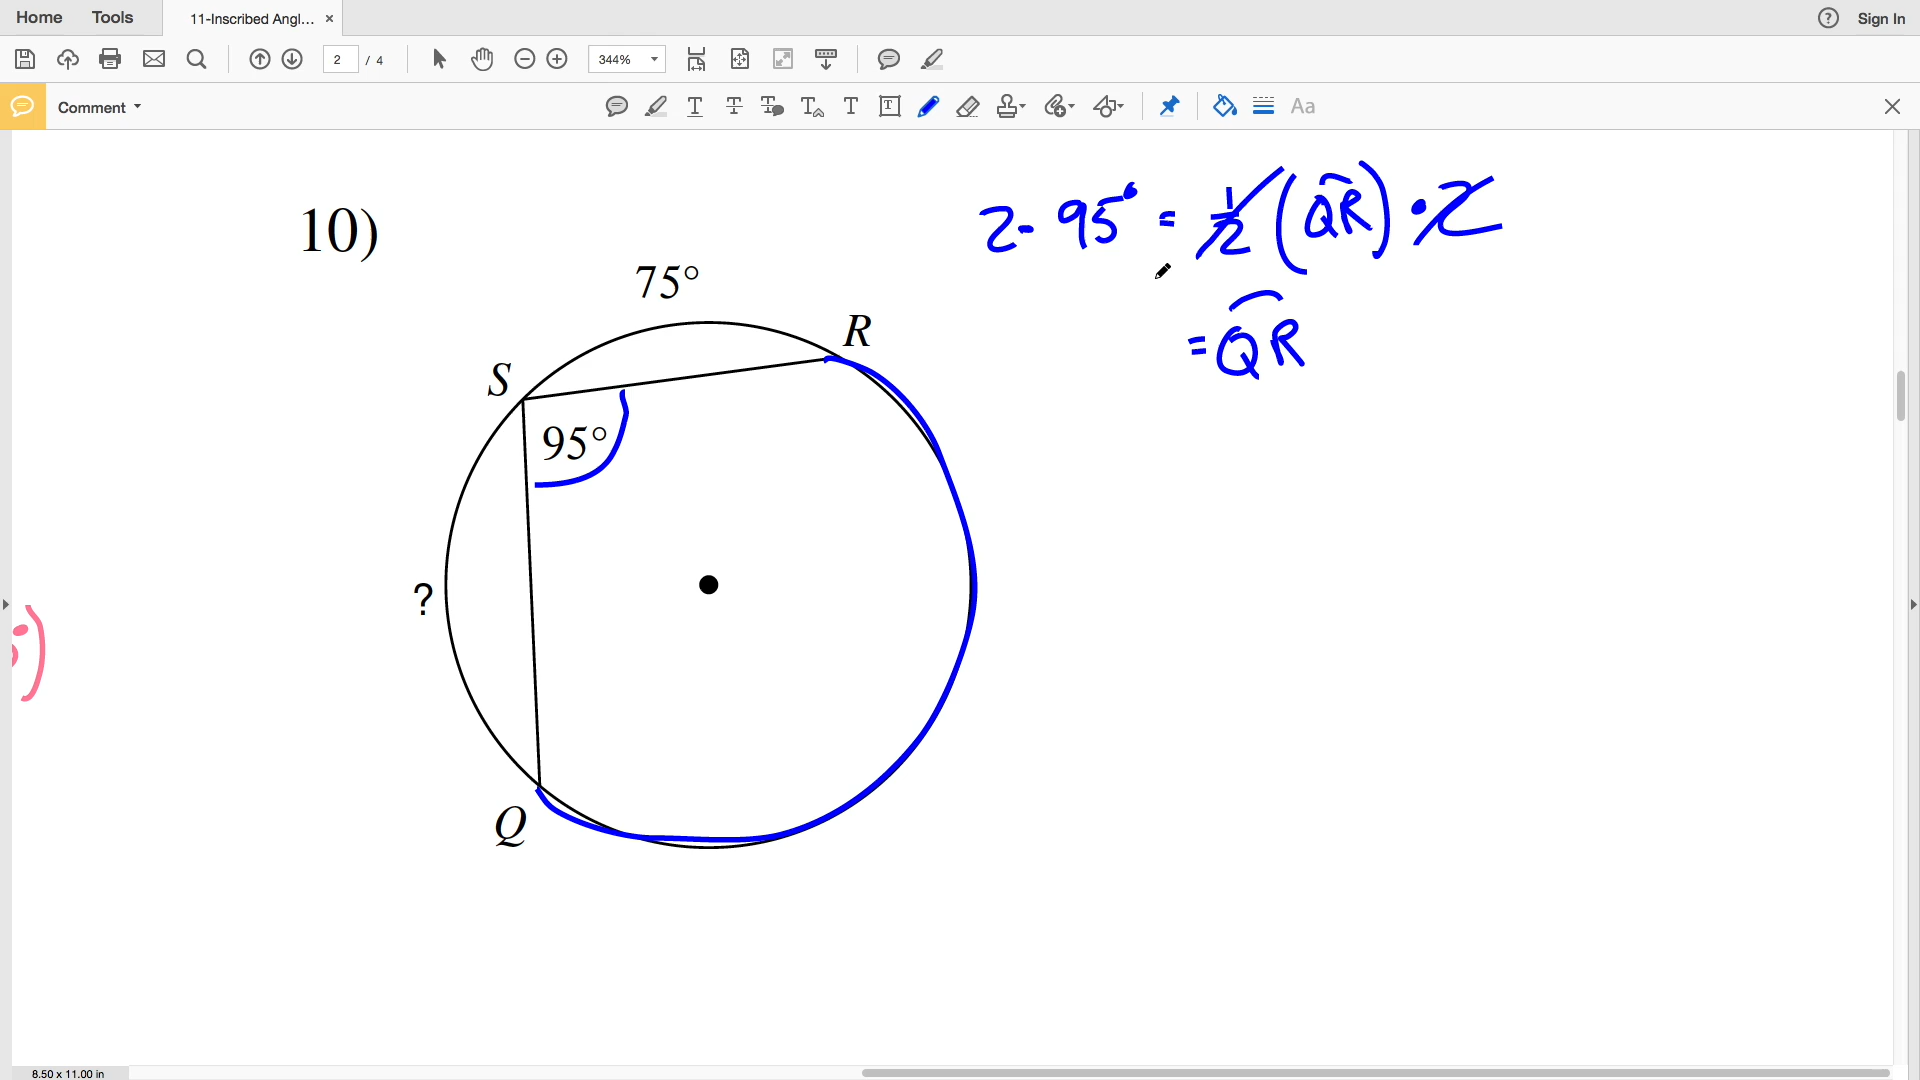 Home Tools 11-Inscribed Angl... × ? Sign In
2 / 4 344%
Comment Aa
10)
2 · 95° = 1/2 (QR) · 2
= QR
75°
R
S
95°
?
Q
8.50 x 11.00 in